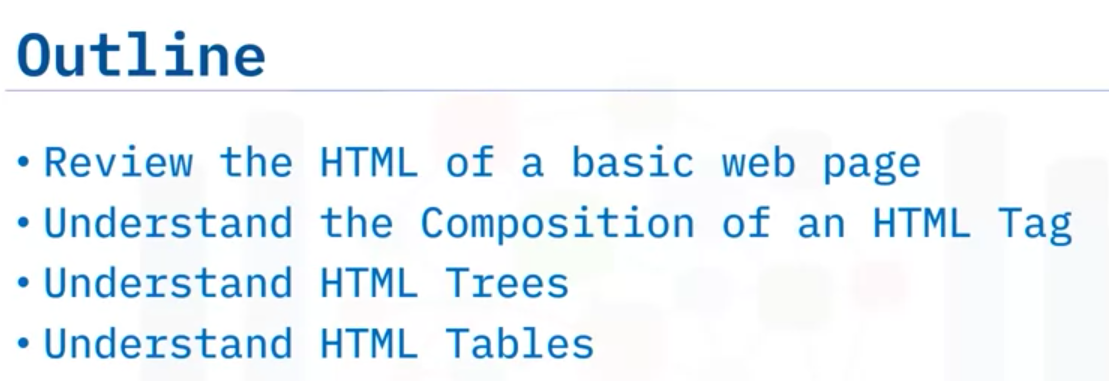 Outline
• Review the HTML of a basic web page
• Understand the Composition of an HTML Tag
• Understand HTML Trees
• Understand HTML Tables